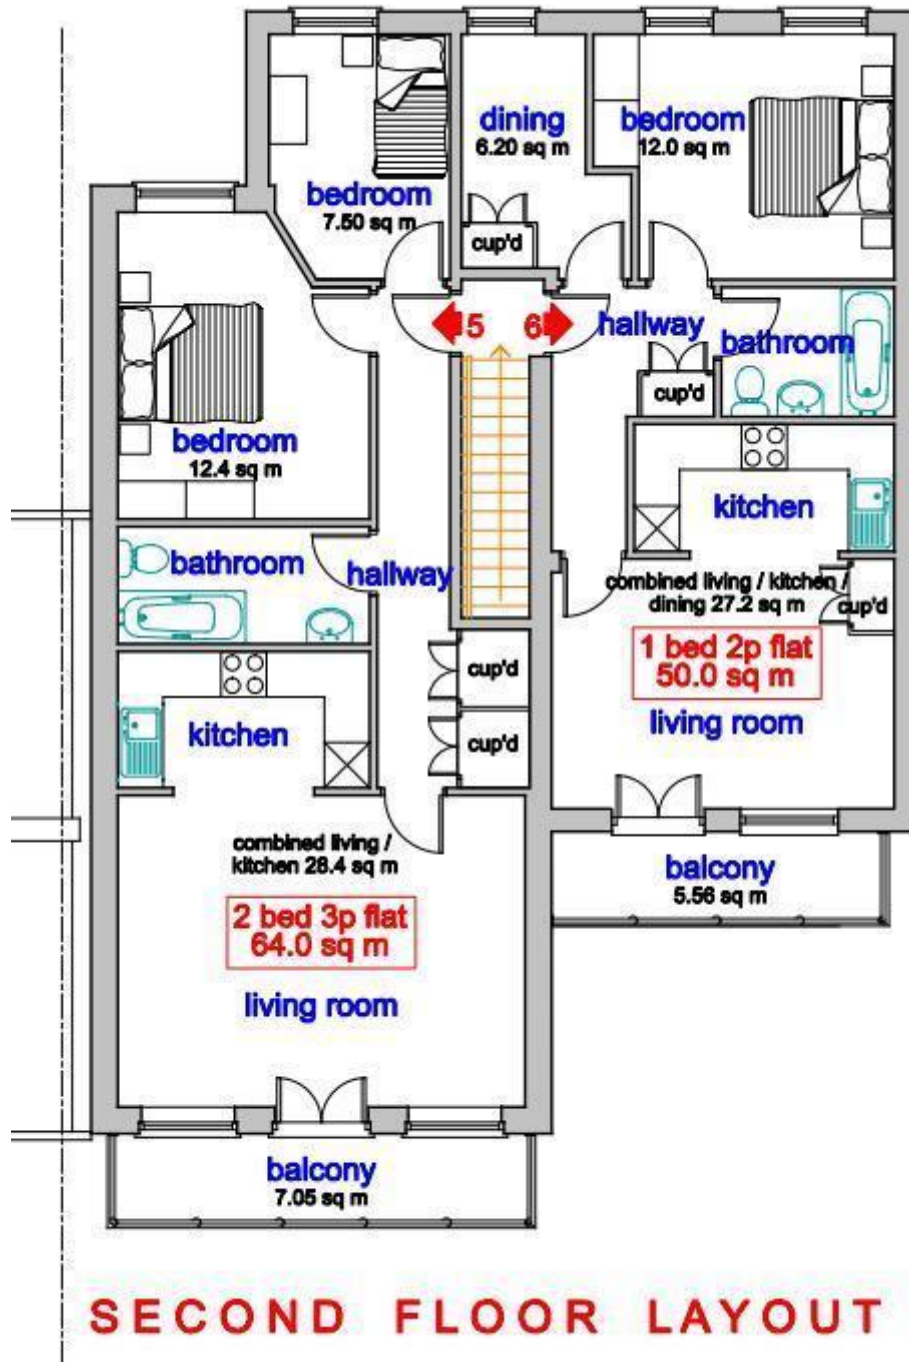 dining
6.20 sq m
bedroom
12.0 sq m
bedroom
7.50 sq m
cup'd
5
6
hallway
bathroom
cup'd
bedroom
12.4 sq m
kitchen
bathroom
hallway
combined living / kitchen /
dining 27.2 sq m
cup'd
1 bed 2p flat
50.0 sq m
living room
cup'd
cup'd
kitchen
combined living /
kitchen 28.4 sq m
balcony
5.56 sq m
2 bed 3p flat
64.0 sq m
living room
balcony
7.05 sq m
SECOND FLOOR LAYOUT